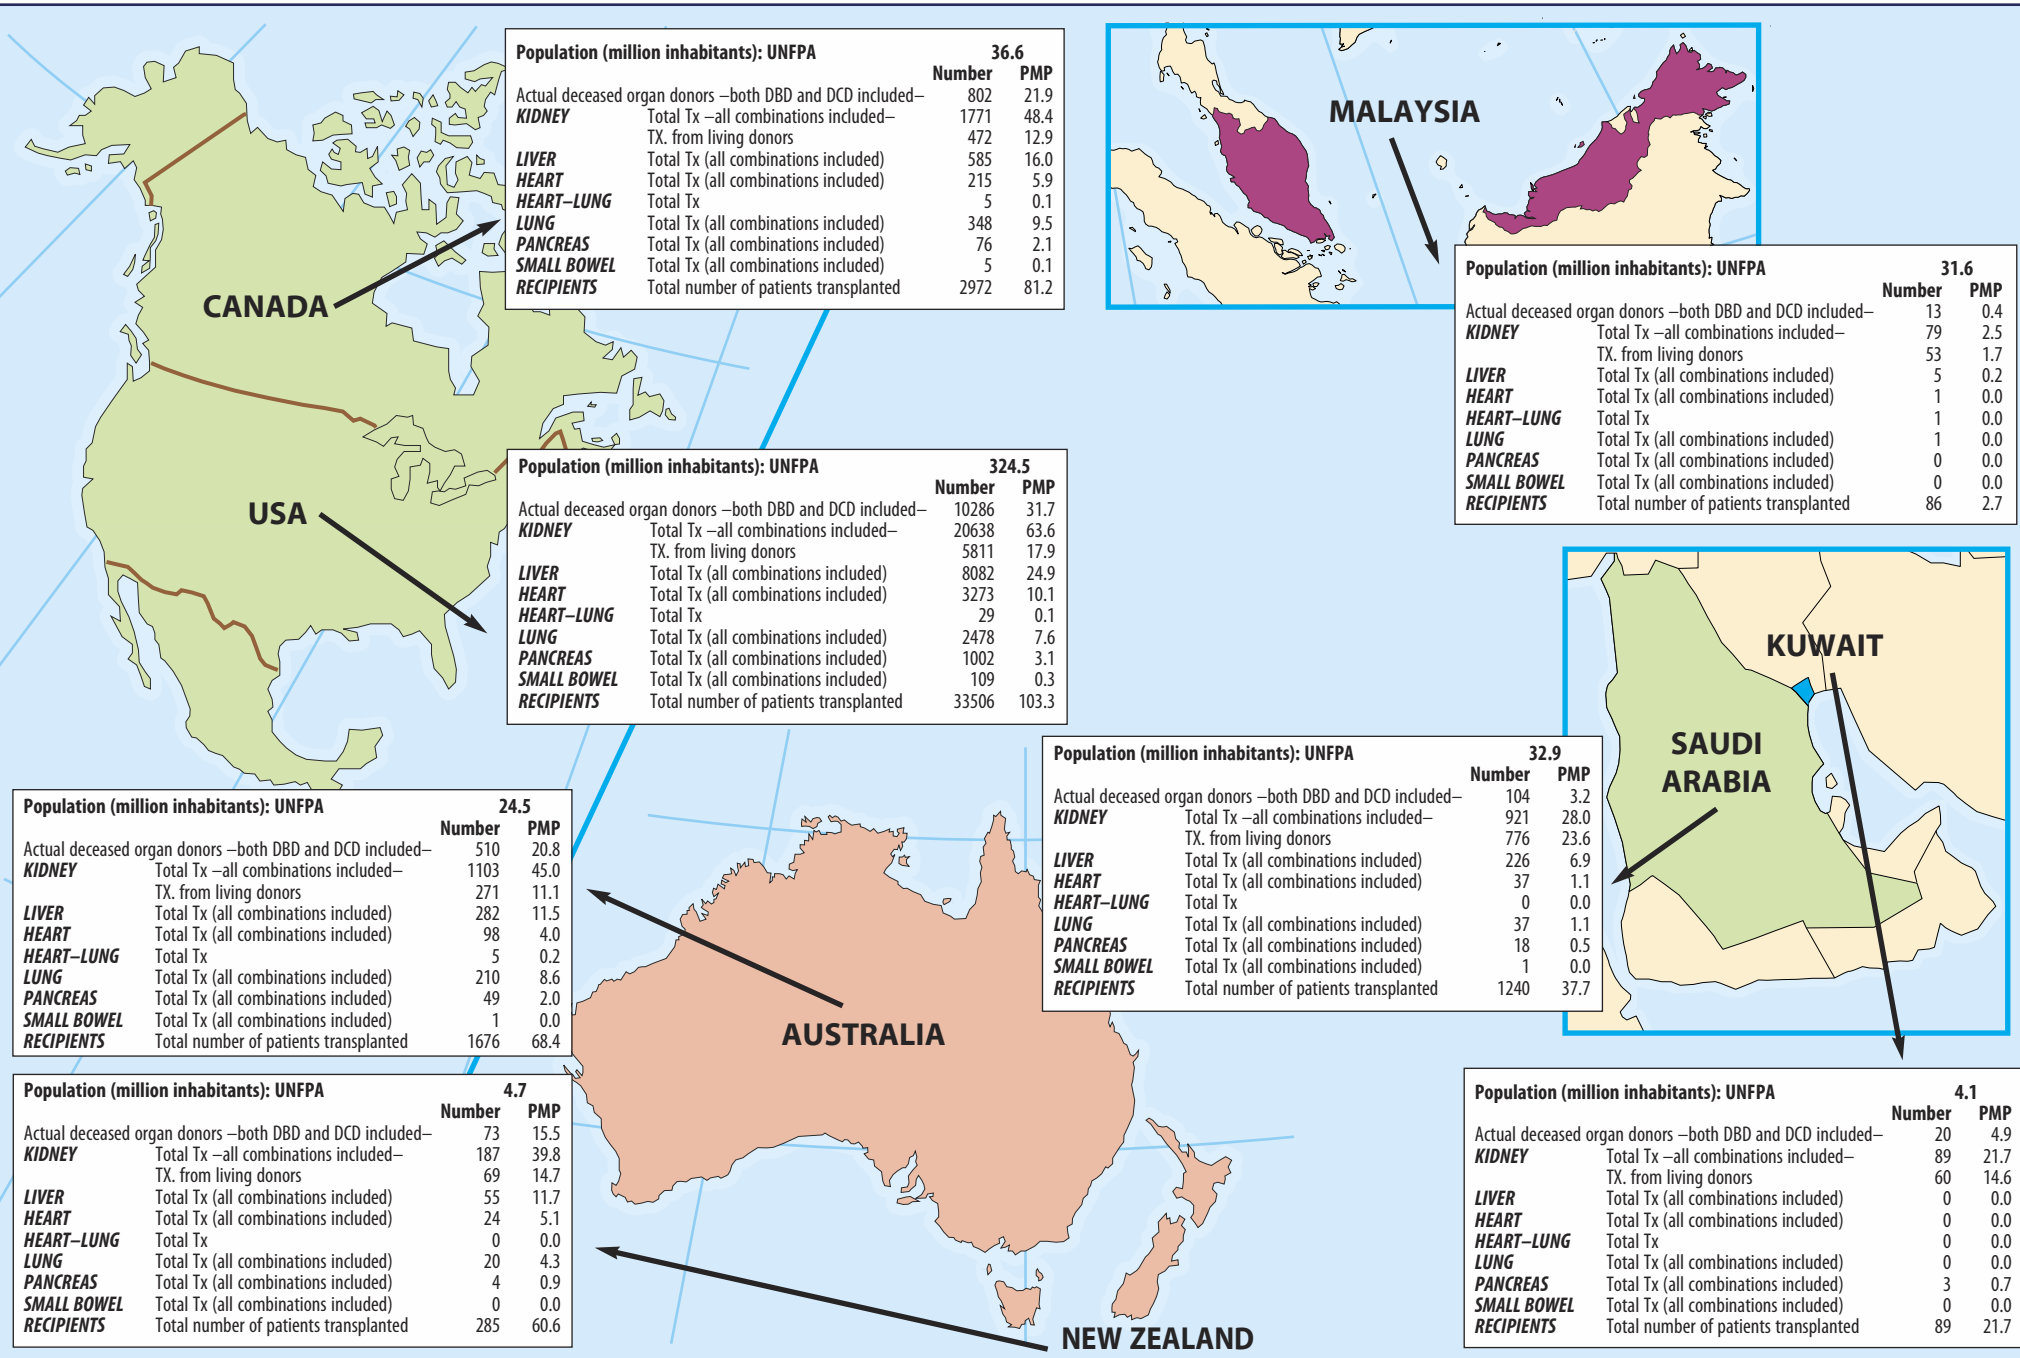 CANADA
Population (million inhabitants): UNFPA 36.6
Number PMP
Actual deceased organ donors –both DBD and DCD included– 802 21.9
KIDNEY Total Tx –all combinations included– 1771 48.4
TX. from living donors 472 12.9
LIVER Total Tx (all combinations included) 585 16.0
HEART Total Tx (all combinations included) 215 5.9
HEART–LUNG Total Tx 5 0.1
LUNG Total Tx (all combinations included) 348 9.5
PANCREAS Total Tx (all combinations included) 76 2.1
SMALL BOWEL Total Tx (all combinations included) 5 0.1
RECIPIENTS Total number of patients transplanted 2972 81.2
MALAYSIA
Population (million inhabitants): UNFPA 31.6
Number PMP
Actual deceased organ donors –both DBD and DCD included– 13 0.4
KIDNEY Total Tx –all combinations included– 79 2.5
TX. from living donors 53 1.7
LIVER Total Tx (all combinations included) 5 0.2
HEART Total Tx (all combinations included) 1 0.0
HEART–LUNG Total Tx 1 0.0
LUNG Total Tx (all combinations included) 1 0.0
PANCREAS Total Tx (all combinations included) 0 0.0
SMALL BOWEL Total Tx (all combinations included) 0 0.0
RECIPIENTS Total number of patients transplanted 86 2.7
USA
Population (million inhabitants): UNFPA 324.5
Number PMP
Actual deceased organ donors –both DBD and DCD included– 10286 31.7
KIDNEY Total Tx –all combinations included– 20638 63.6
TX. from living donors 5811 17.9
LIVER Total Tx (all combinations included) 8082 24.9
HEART Total Tx (all combinations included) 3273 10.1
HEART–LUNG Total Tx 29 0.1
LUNG Total Tx (all combinations included) 2478 7.6
PANCREAS Total Tx (all combinations included) 1002 3.1
SMALL BOWEL Total Tx (all combinations included) 109 0.3
RECIPIENTS Total number of patients transplanted 33506 103.3
KUWAIT
SAUDI
ARABIA
Population (million inhabitants): UNFPA 32.9
Number PMP
Actual deceased organ donors –both DBD and DCD included– 104 3.2
KIDNEY Total Tx –all combinations included– 921 28.0
TX. from living donors 776 23.6
LIVER Total Tx (all combinations included) 226 6.9
HEART Total Tx (all combinations included) 37 1.1
HEART–LUNG Total Tx 0 0.0
LUNG Total Tx (all combinations included) 37 1.1
PANCREAS Total Tx (all combinations included) 18 0.5
SMALL BOWEL Total Tx (all combinations included) 1 0.0
RECIPIENTS Total number of patients transplanted 1240 37.7
Population (million inhabitants): UNFPA 24.5
Number PMP
Actual deceased organ donors –both DBD and DCD included– 510 20.8
KIDNEY Total Tx –all combinations included– 1103 45.0
TX. from living donors 271 11.1
LIVER Total Tx (all combinations included) 282 11.5
HEART Total Tx (all combinations included) 98 4.0
HEART–LUNG Total Tx 5 0.2
LUNG Total Tx (all combinations included) 210 8.6
PANCREAS Total Tx (all combinations included) 49 2.0
SMALL BOWEL Total Tx (all combinations included) 1 0.0
RECIPIENTS Total number of patients transplanted 1676 68.4
AUSTRALIA
Population (million inhabitants): UNFPA 4.7
Number PMP
Actual deceased organ donors –both DBD and DCD included– 73 15.5
KIDNEY Total Tx –all combinations included– 187 39.8
TX. from living donors 69 14.7
LIVER Total Tx (all combinations included) 55 11.7
HEART Total Tx (all combinations included) 24 5.1
HEART–LUNG Total Tx 0 0.0
LUNG Total Tx (all combinations included) 20 4.3
PANCREAS Total Tx (all combinations included) 4 0.9
SMALL BOWEL Total Tx (all combinations included) 0 0.0
RECIPIENTS Total number of patients transplanted 285 60.6
NEW ZEALAND
Population (million inhabitants): UNFPA 4.1
Number PMP
Actual deceased organ donors –both DBD and DCD included– 20 4.9
KIDNEY Total Tx –all combinations included– 89 21.7
TX. from living donors 60 14.6
LIVER Total Tx (all combinations included) 0 0.0
HEART Total Tx (all combinations included) 0 0.0
HEART–LUNG Total Tx 0 0.0
LUNG Total Tx (all combinations included) 0 0.0
PANCREAS Total Tx (all combinations included) 3 0.7
SMALL BOWEL Total Tx (all combinations included) 0 0.0
RECIPIENTS Total number of patients transplanted 89 21.7